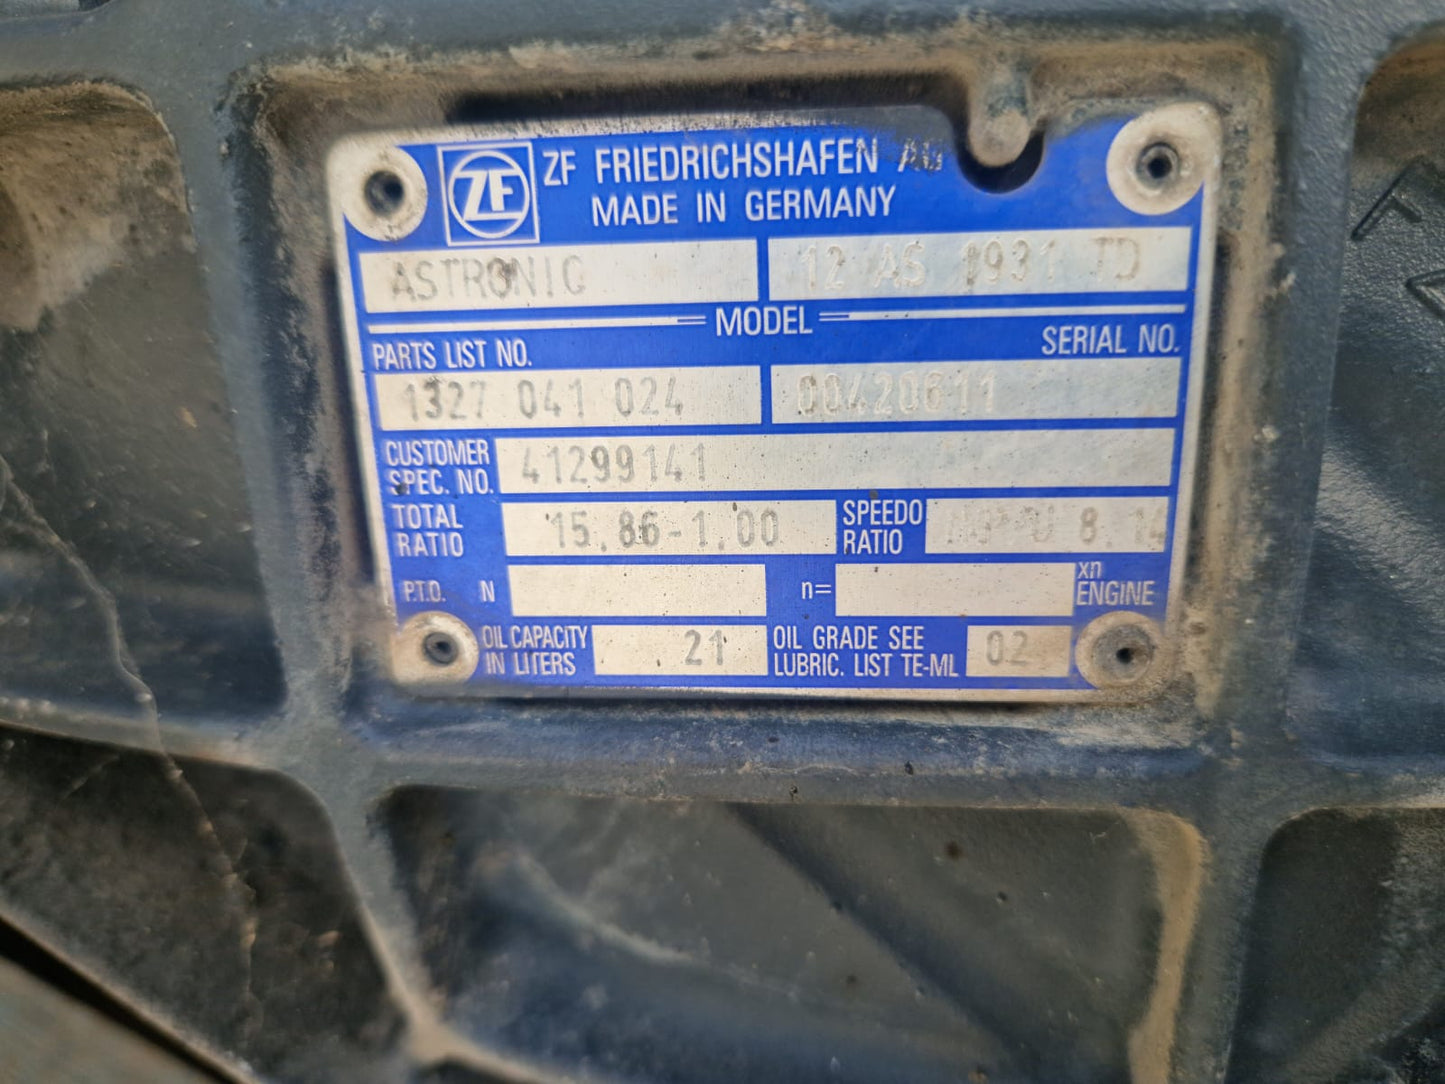 ZF FRIEDRICHSHAFEN AG
MADE IN GERMANY
ZF
ASTRONIC 12 AS 1931 TD
MODEL
PARTS LIST NO. SERIAL NO.
1327 041 024 00420611
CUSTOMER SPEC. NO. 41299141
TOTAL RATIO 15,86-1,00 SPEEDO RATIO 8.14
P.T.O. N n= xn ENGINE
OIL CAPACITY IN LITERS 21 OIL GRADE SEE LUBRIC. LIST TE-ML 02